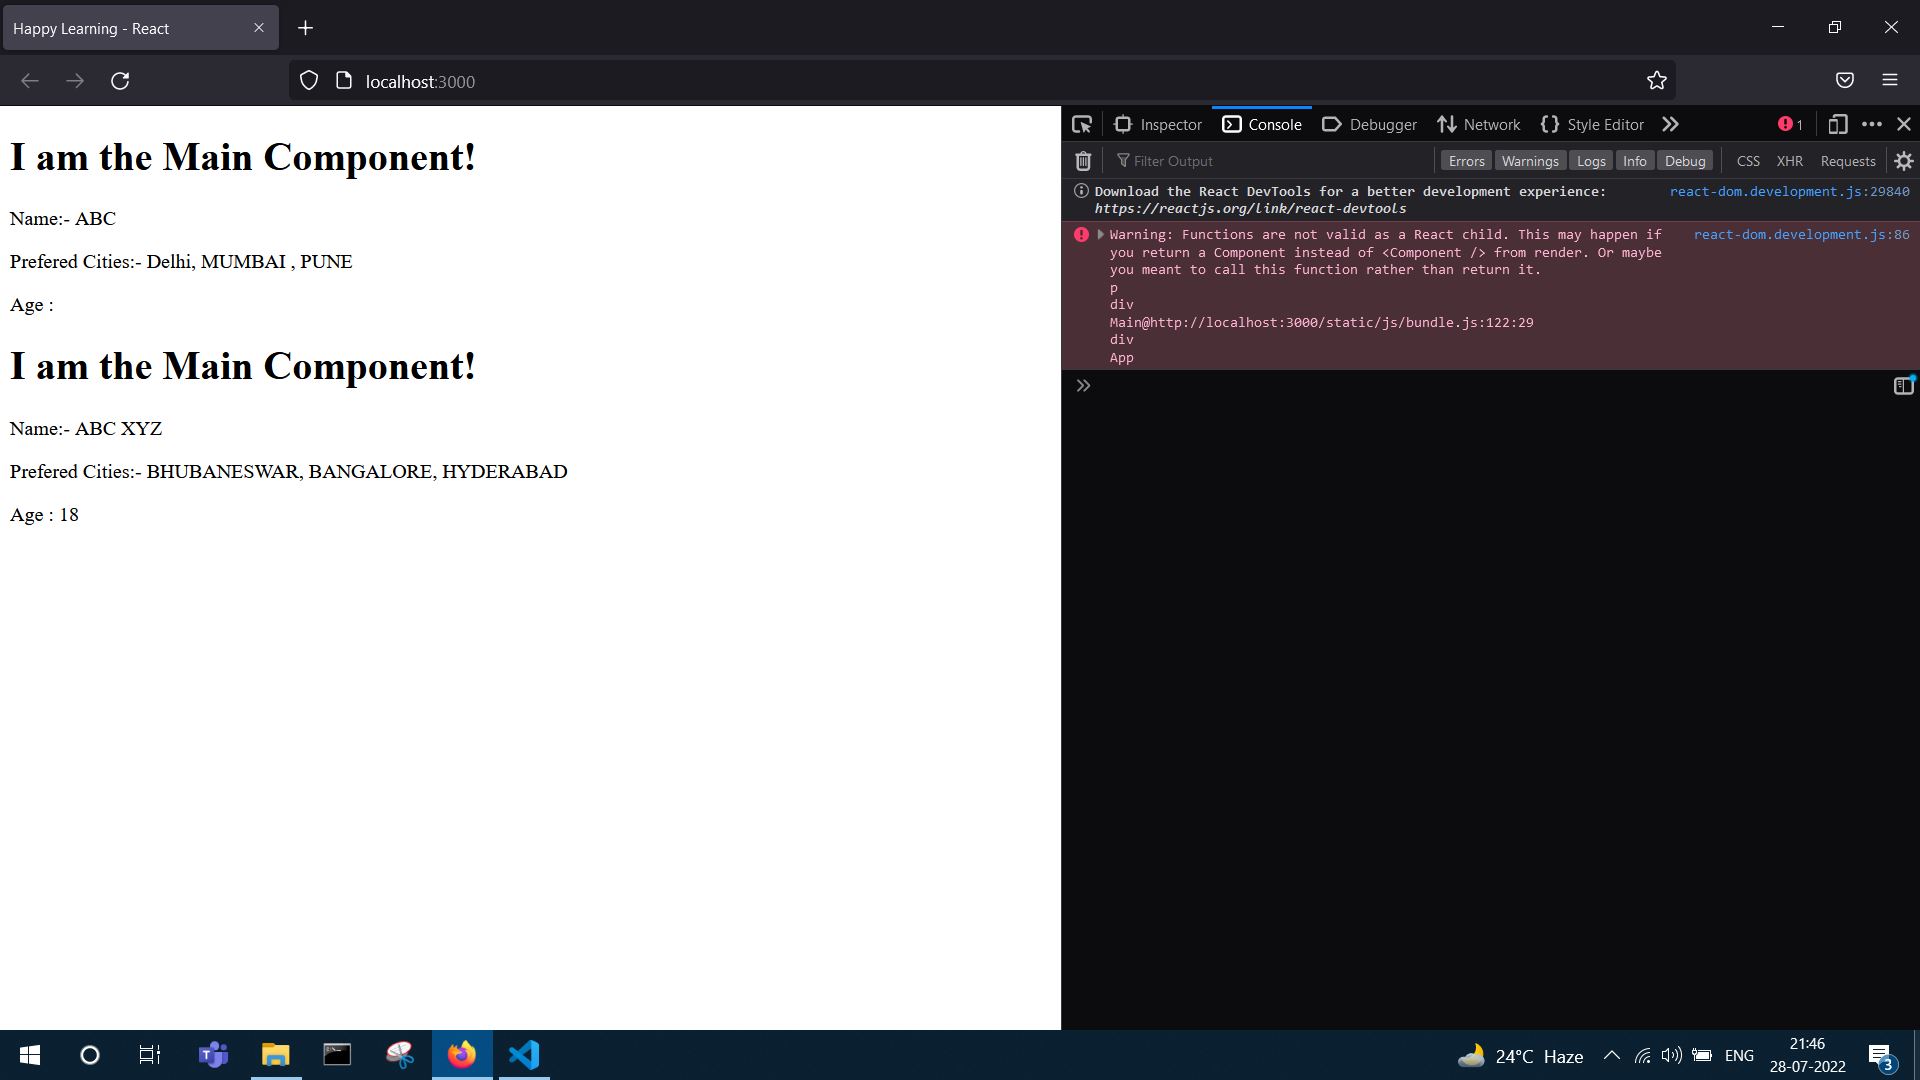 Happy Learning - React
localhost:3000
I am the Main Component!
Name:- ABC
Prefered Cities:- Delhi, MUMBAI , PUNE
Age :
I am the Main Component!
Name:- ABC XYZ
Prefered Cities:- BHUBANESWAR, BANGALORE, HYDERABAD
Age : 18
Inspector Console Debugger Network Style Editor 1
Filter Output Errors Warnings Logs Info Debug CSS XHR Requests
Download the React DevTools for a better development experience: react-dom.development.js:29840
https://reactjs.org/link/react-devtools
Warning: Functions are not valid as a React child. This may happen if react-dom.development.js:86
you return a Component instead of <Component /> from render. Or maybe
you meant to call this function rather than return it.
p
div
Main@http://localhost:3000/static/js/bundle.js:122:29
div
App
24°C Haze ENG 21:46
28-07-2022 3